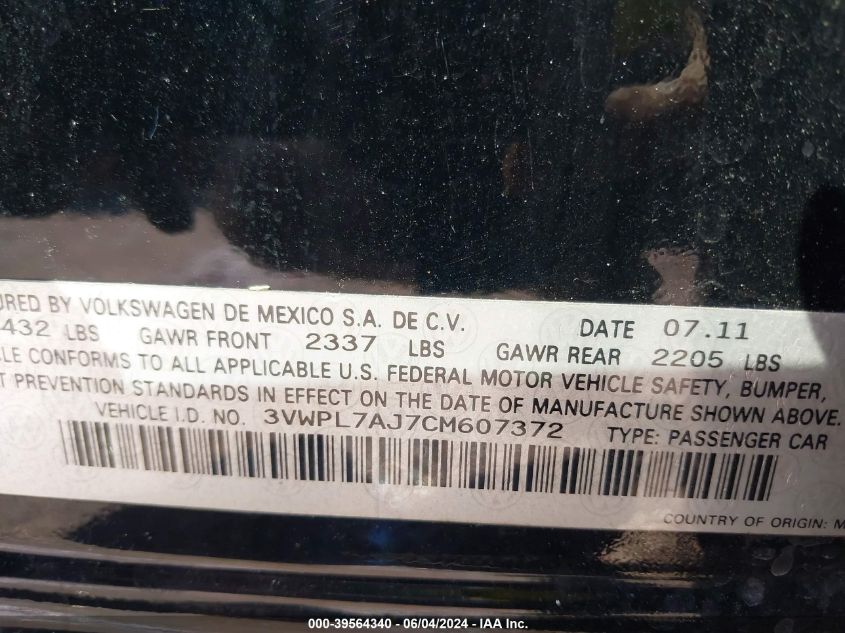 URED BY VOLKSWAGEN DE MEXICO S.A. DE C.V. DATE 07.11
432 LBS GAWR FRONT 2337 LBS GAWR REAR 2205 LBS
CLE CONFORMS TO ALL APPLICABLE U.S. FEDERAL MOTOR VEHICLE SAFETY, BUMPER,
T PREVENTION STANDARDS IN EFFECT ON THE DATE OF MANUFACTURE SHOWN ABOVE.
VEHICLE I.D. NO. 3VWPL7AJ7CM607372 TYPE: PASSENGER CAR
COUNTRY OF ORIGIN: M
000-39564340 - 06/04/2024 - IAA Inc.